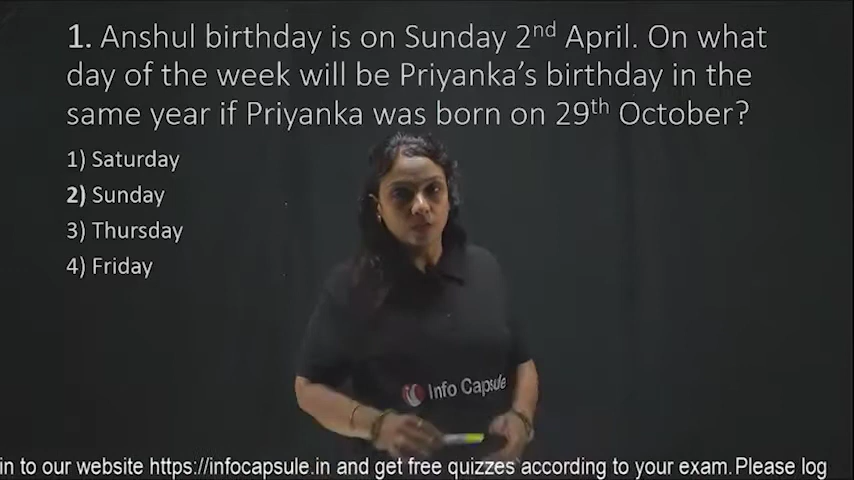 1. Anshul birthday is on Sunday 2nd April. On what
day of the week will be Priyanka's birthday in the
same year if Priyanka was born on 29th October?
1) Saturday
2) Sunday
3) Thursday
4) Friday
Info Capsule
in to our website https://infocapsule.in and get free quizzes according to your exam.Please log